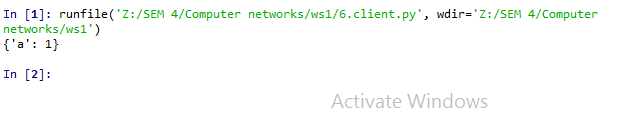 In [1]: runfile('Z:/SEM 4/Computer networks/ws1/6.client.py', wdir='Z:/SEM 4/Computer
networks/ws1')
{'a': 1}
In [2]:
Activate Windows